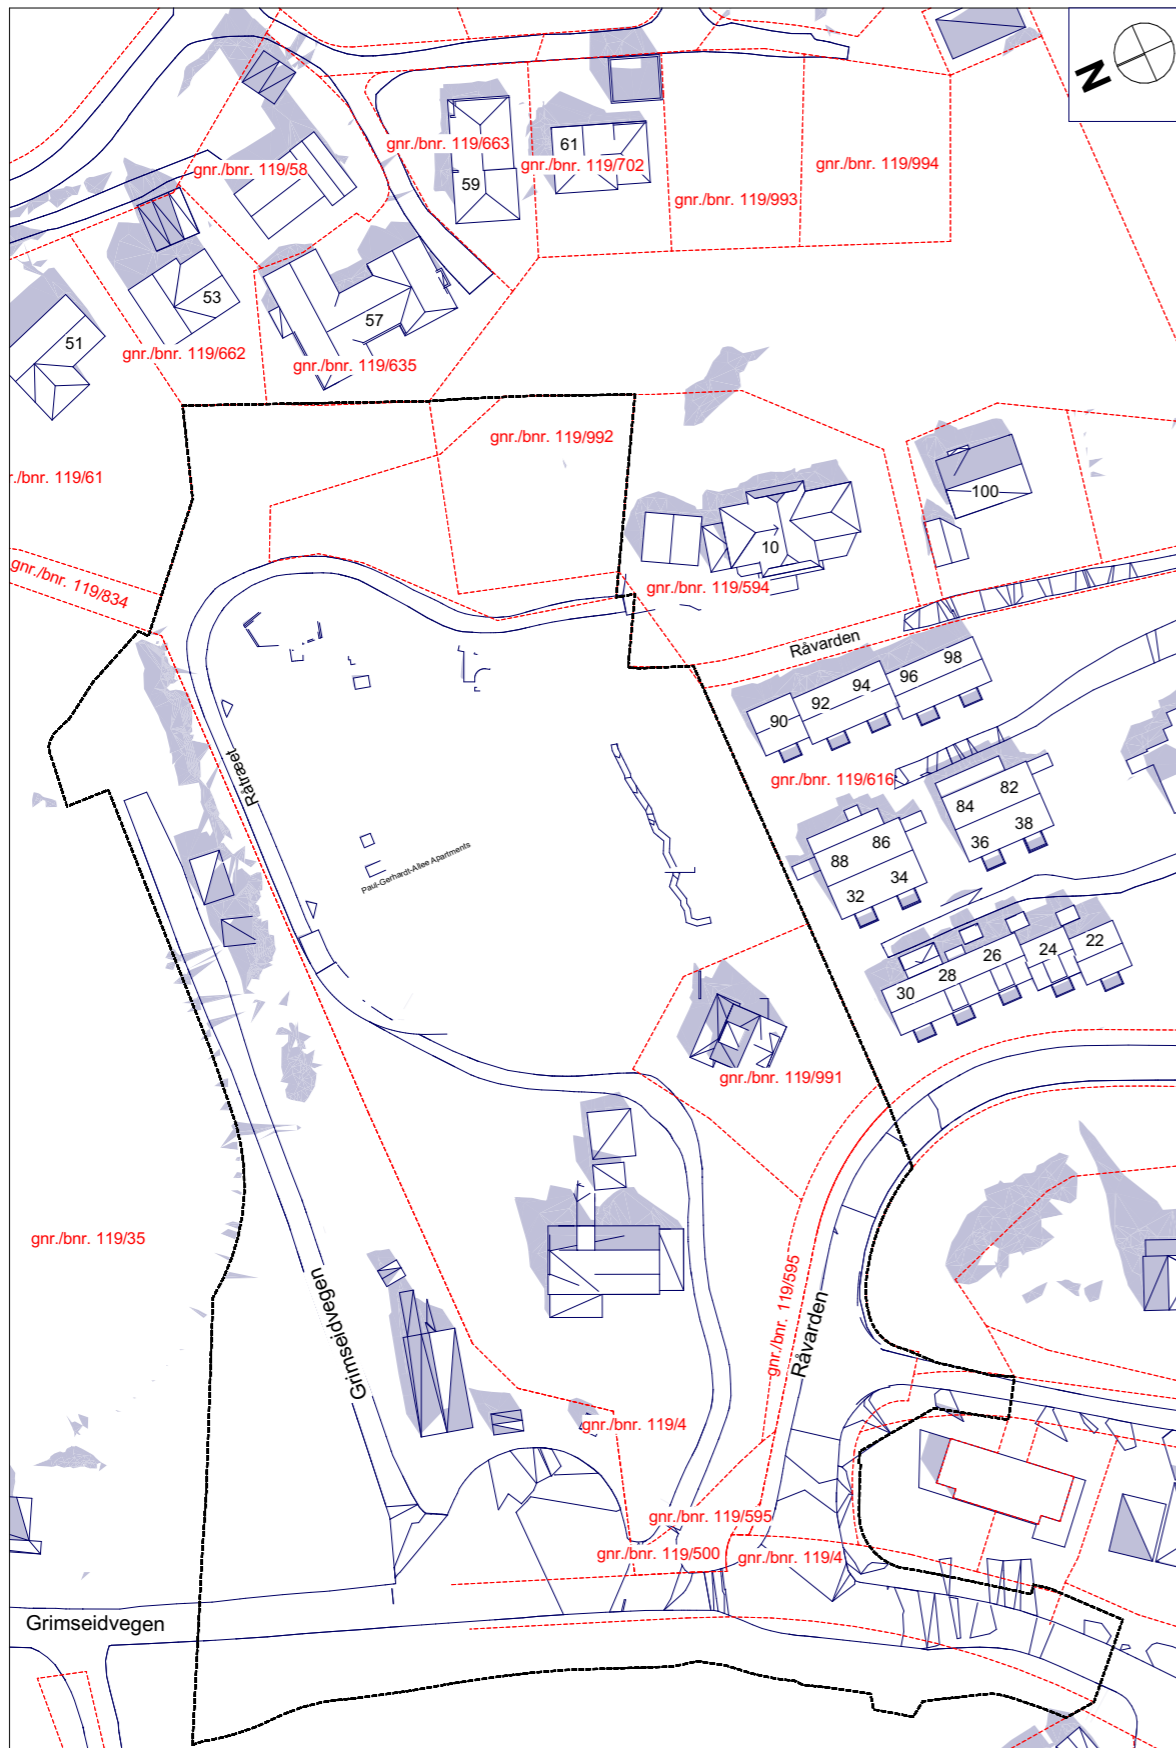 N
gnr./bnr. 119/663
61
gnr./bnr. 119/702
gnr./bnr. 119/994
gnr./bnr. 119/58
59
gnr./bnr. 119/993
53
57
51
gnr./bnr. 119/662
gnr./bnr. 119/635
gnr./bnr. 119/992
r./bnr. 119/61
100
10
gnr./bnr. 119/834
gnr./bnr. 119/594
Råvarden
98
96
94
92
90
Råtræet
gnr./bnr. 119/616
82
84
38
36
86
88
34
32
Paul-Gerhardt-Allee Apartments
22
24
26
28
30
gnr./bnr. 119/991
gnr./bnr. 119/35
gnr./bnr. 119/595
Råvarden
Grimseidvegen
gnr./bnr. 119/4
gnr./bnr. 119/595
gnr./bnr. 119/500
gnr./bnr. 119/4
Grimseidvegen